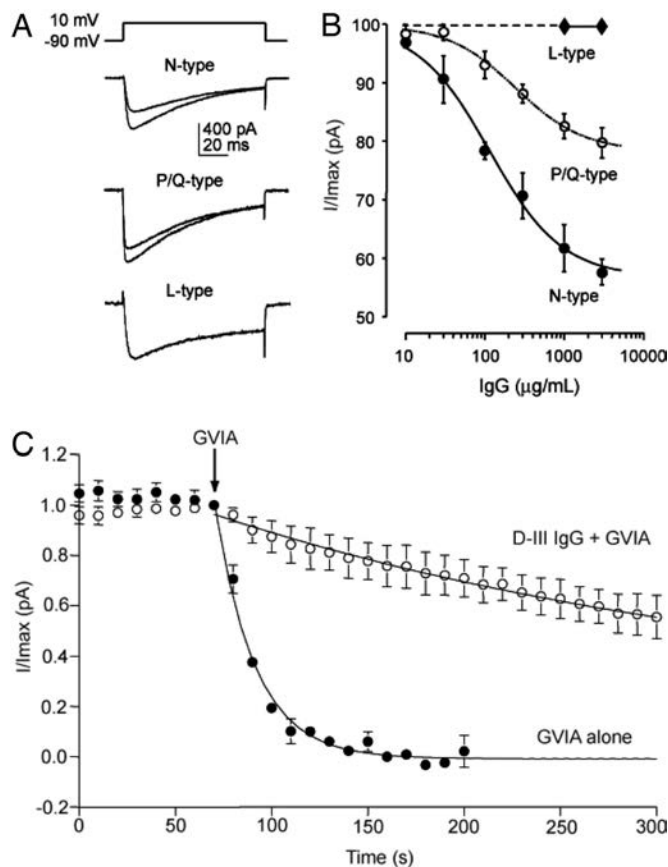 A
10 mV
-90 mV
N-type
400 pA
20 ms
P/Q-type
L-type
B
100
90
80
70
60
50
I/Imax (pA)
L-type
P/Q-type
N-type
10 100 1000 10000
IgG (µg/mL)
C
GVIA
1.2
1.0
0.8
0.6
0.4
0.2
0.0
-0.2
I/Imax (pA)
D-III IgG + GVIA
GVIA alone
0 50 100 150 200 250 300
Time (s)